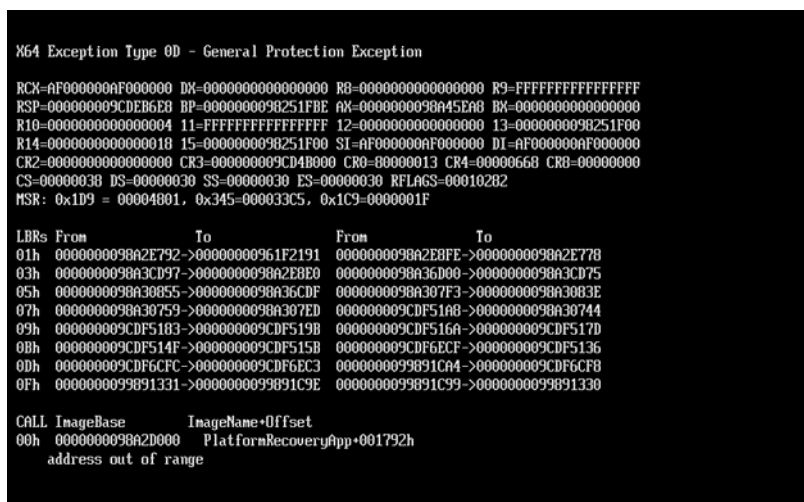 X64 Exception Type 0D - General Protection Exception
RCX=AF000000AF000000 DX=0000000000000000 R8=0000000000000000 R9=FFFFFFFFFFFFFFFF
RSP=000000009CDEB6E8 BP=0000000098251FBE AX=0000000098A45EA8 BX=0000000000000000
R10=0000000000000004 11=FFFFFFFFFFFFFFFF 12=0000000000000000 13=0000000098251F00
R14=0000000000000018 15=0000000098251F00 SI=AF000000AF000000 DI=AF000000AF000000
CR2=0000000000000000 CR3=000000009CD4B000 CR0=80000013 CR4=00000668 CR8=00000000
CS=00000038 DS=00000030 SS=00000030 ES=00000030 RFLAGS=00010282
MSR: 0x1D9 = 00004801, 0x345=000033C5, 0x1C9=0000001F
LBRs From To From To
01h 0000000098A2E792->00000000961F2191 0000000098A2E8FE->0000000098A2E778
03h 0000000098A3CD97->0000000098A2E8E0 0000000098A36D00->0000000098A3CD75
05h 0000000098A30855->0000000098A36CDF 0000000098A307F3->0000000098A3083E
07h 0000000098A30759->0000000098A307ED 000000009CDF51A8->0000000098A30744
09h 000000009CDF5183->000000009CDF519B 000000009CDF516A->000000009CDF517D
0Bh 000000009CDF514F->000000009CDF515B 000000009CDF6ECF->000000009CDF5136
0Dh 000000009CDF6CFC->000000009CDF6EC3 0000000099891CA4->000000009CDF6CF8
0Fh 0000000099891331->0000000099891C9E 0000000099891C99->0000000099891330
CALL ImageBase ImageName+Offset
00h 0000000098A2D000 PlatformRecoveryApp+001792h
address out of range